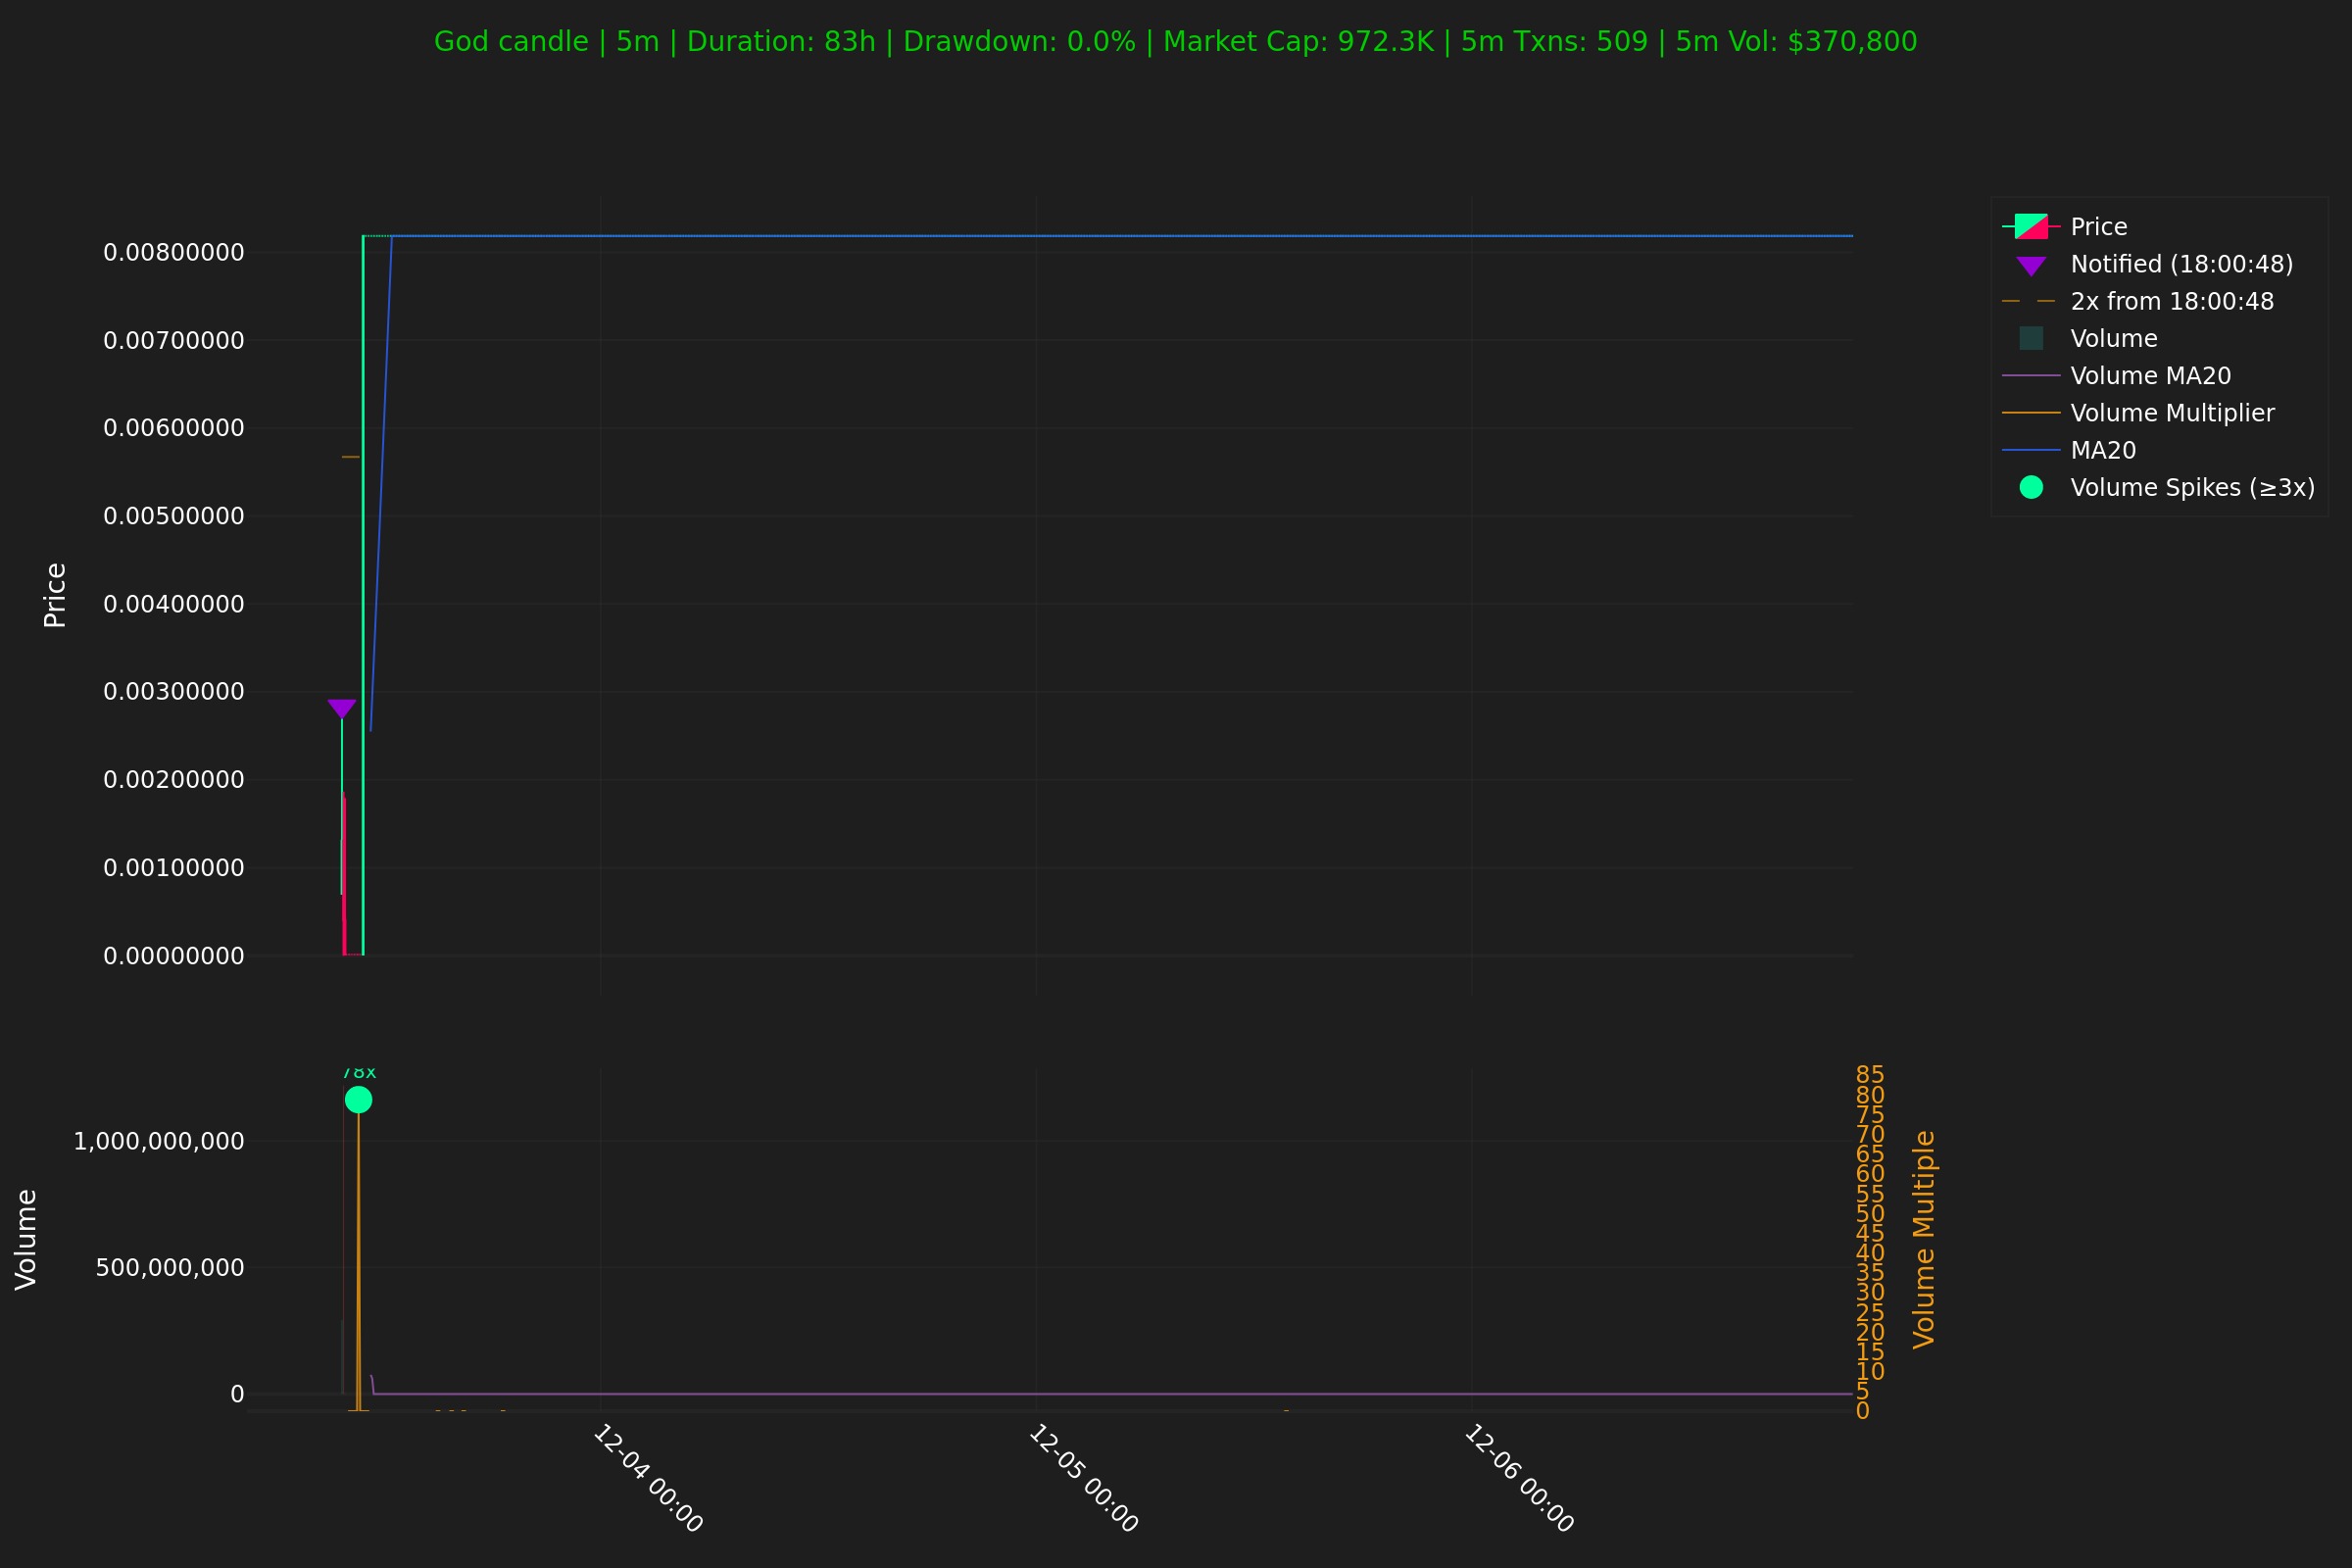 God candle | 5m | Duration: 83h | Drawdown: 0.0% | Market Cap: 972.3K | 5m Txns: 509 | 5m Vol: $370,800
Price
0.00800000
0.00700000
0.00600000
0.00500000
0.00400000
0.00300000
0.00200000
0.00100000
0.00000000
Price
Notified (18:00:48)
2x from 18:00:48
Volume
Volume MA20
Volume Multiplier
MA20
Volume Spikes (≥3x)
78x
Volume
1,000,000,000
500,000,000
0
85
80
75
70
65
60
55
50
45
40
35
30
25
20
15
10
5
0
Volume Multiple
12-04 00:00
12-05 00:00
12-06 00:00